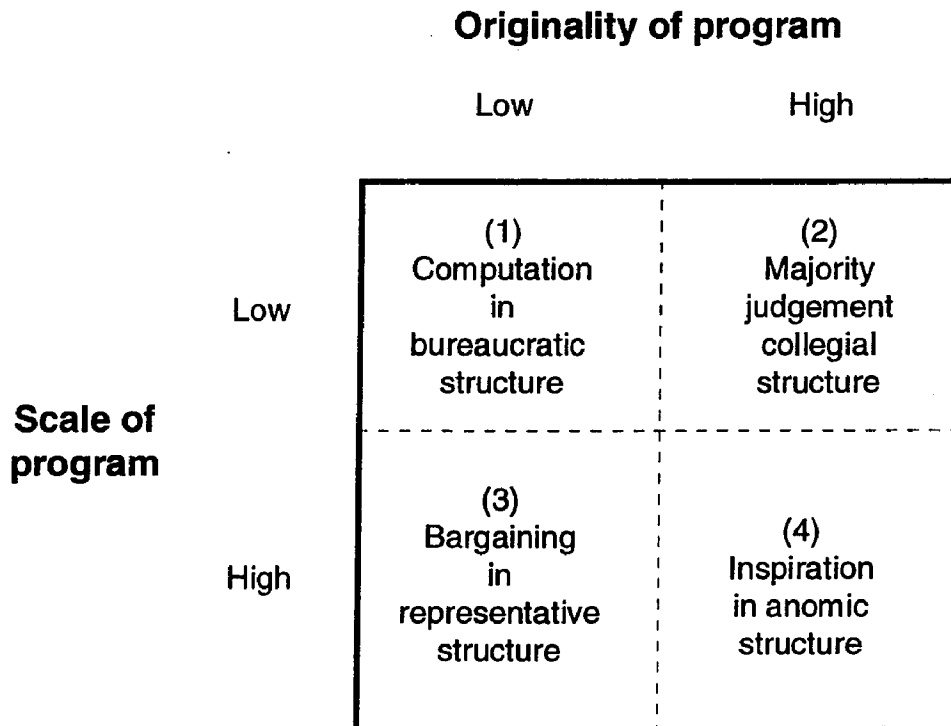 Originality of program
Low
High
(1)
Computation
in
bureaucratic
structure
(2)
Majority
judgement
collegial
structure
Low
Scale of
program
High
(3)
Bargaining
in
representative
structure
(4)
Inspiration
in anomic
structure